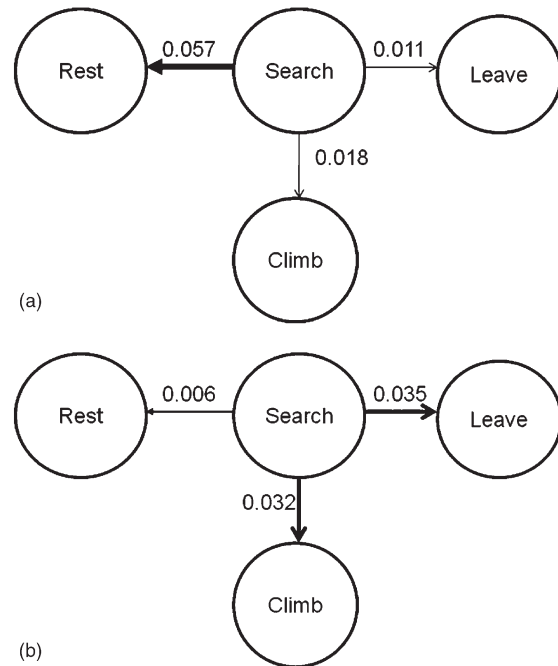 0.057
0.011
Rest
Search
Leave
0.018
Climb
(a)
0.006
0.035
Rest
Search
Leave
0.032
Climb
(b)